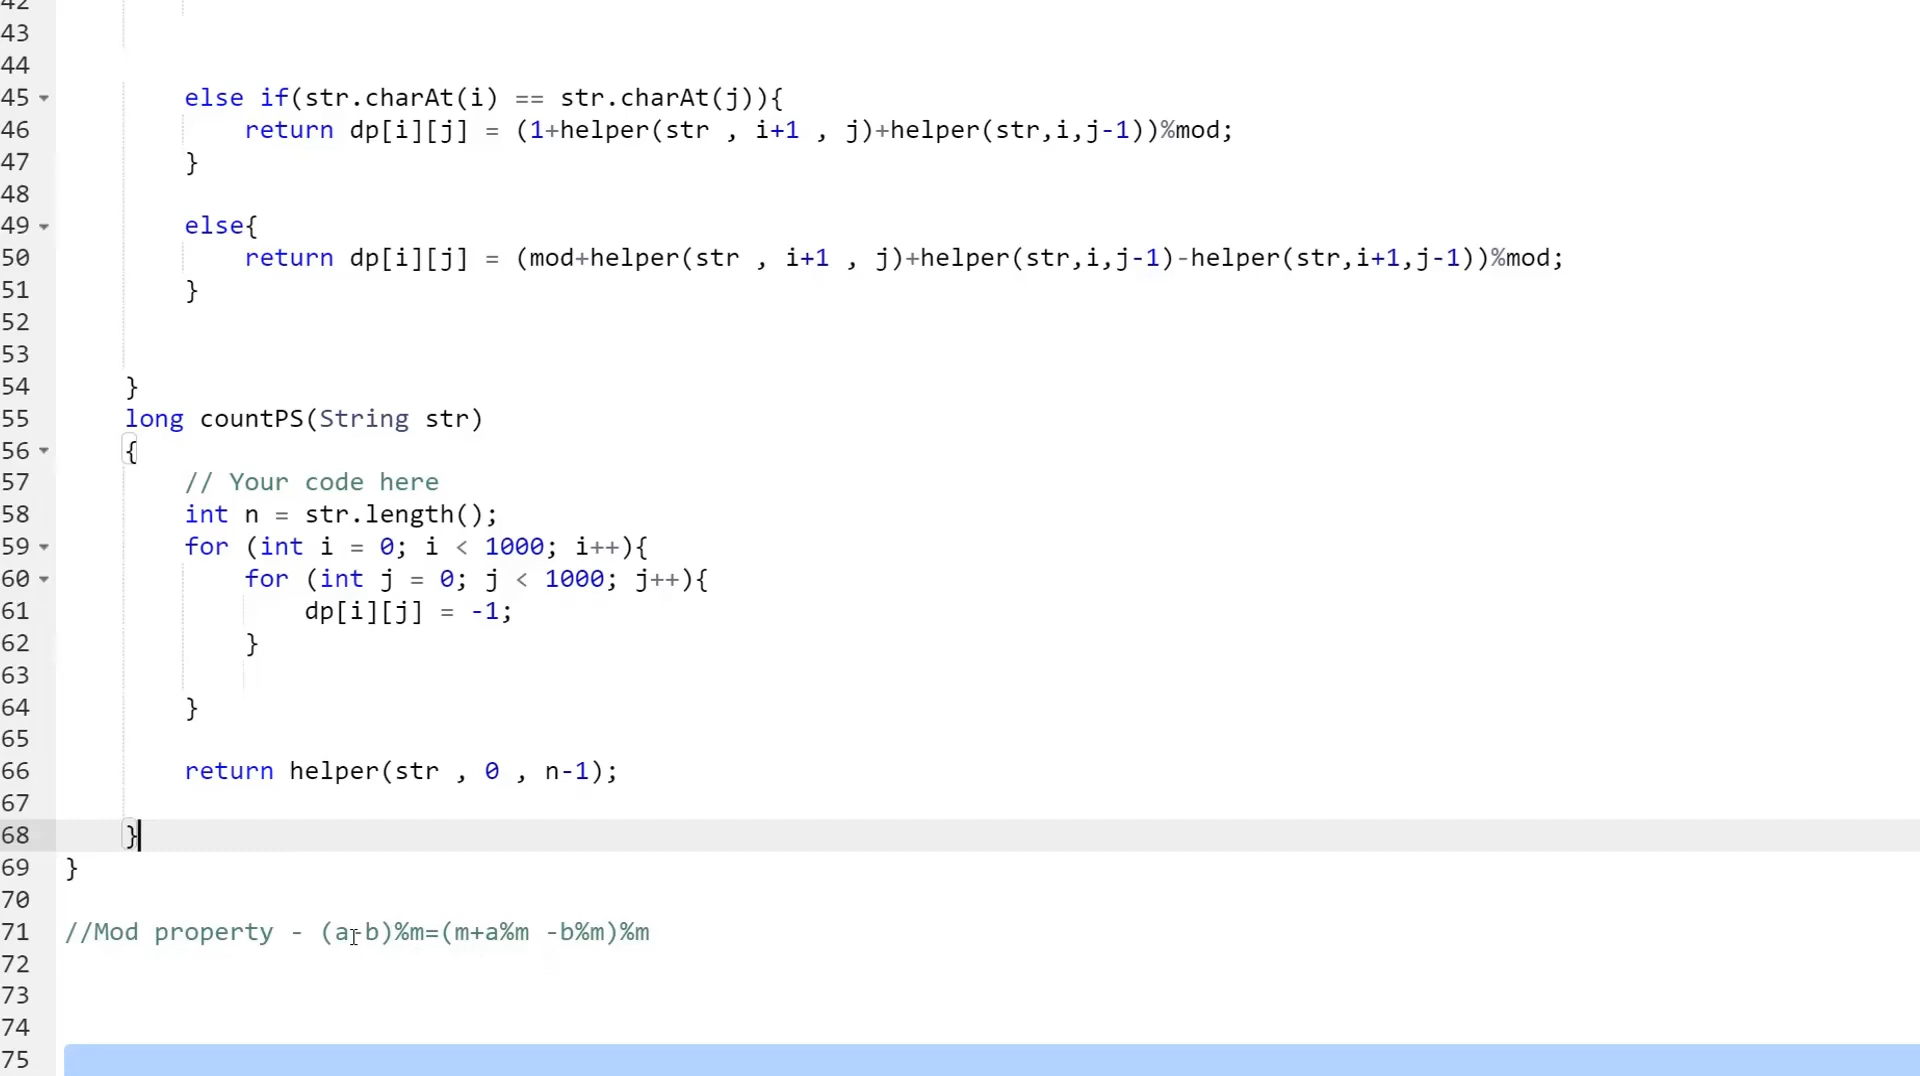 42
43
44
45 else if(str.charAt(i) == str.charAt(j)){
46 return dp[i][j] = (1+helper(str , i+1 , j)+helper(str,i,j-1))%mod;
47 }
48
49 else{
50 return dp[i][j] = (mod+helper(str , i+1 , j)+helper(str,i,j-1)-helper(str,i+1,j-1))%mod;
51 }
52
53
54 }
55 long countPS(String str)
56 {
57 // Your code here
58 int n = str.length();
59 for (int i = 0; i < 1000; i++){
60 for (int j = 0; j < 1000; j++){
61 dp[i][j] = -1;
62 }
63
64 }
65
66 return helper(str , 0 , n-1);
67
68 }
69 }
70
71 //Mod property - (a-b)%m=(m+a%m -b%m)%m
72
73
74
75